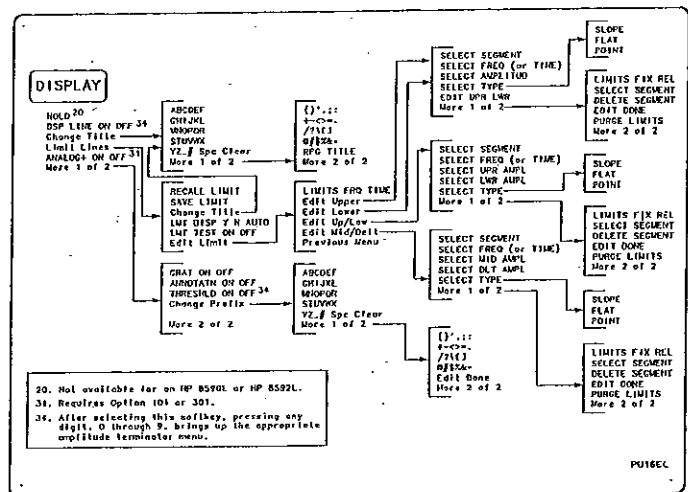 DISPLAY
HOLD 20
DSP LINE ON OFF 34
Change Title
Limit Lines
ANALOG+ ON OFF 31
More 1 of 2
ABCDEF
GHIJKL
MNOPQR
STUVWX
YZ_# Spc Clear
More 1 of 2
RPG TITLE
More 2 of 2
RECALL LIMIT
SAVE LIMIT
Change Title
LMT DISP Y N AUTO
LMT TEST ON OFF
Edit Limit
LIMITS FRQ TIME
Edit Upper
Edit Lower
Edit Up/Low
Edit Mid/Delt
Previous Menu
GRAT ON OFF
ANNOTATN ON OFF
THRESHLD ON OFF 34
Change Prefix
More 2 of 2
ABCDEF
GHIJKL
MNOPQR
STUVWX
YZ_# Spc Clear
More 1 of 2
Edit Done
More 2 of 2
SELECT SEGMENT
SELECT FREQ (or TIME)
SELECT AMPLITUD
SELECT TYPE
EDIT UPR LWR
More 1 of 2
SLOPE
FLAT
POINT
LIMITS FIX REL
SELECT SEGMENT
DELETE SEGMENT
EDIT DONE
PURGE LIMITS
More 2 of 2
SELECT SEGMENT
SELECT FREQ (or TIME)
SELECT UPR AMPL
SELECT LWR AMPL
SELECT TYPE
More 1 of 2
SLOPE
FLAT
POINT
LIMITS FIX REL
SELECT SEGMENT
DELETE SEGMENT
EDIT DONE
PURGE LIMITS
More 2 of 2
SELECT SEGMENT
SELECT FREQ (or TIME)
SELECT MID AMPL
SELECT DLT AMPL
SELECT TYPE
More 1 of 2
SLOPE
FLAT
POINT
LIMITS FIX REL
SELECT SEGMENT
DELETE SEGMENT
EDIT DONE
PURGE LIMITS
More 2 of 2
20. Not available for an HP 8590L or HP 8592L.
31. Requires Option 101 or 301.
34. After selecting this softkey, pressing any
digit, 0 through 9, brings up the appropriate
amplitude terminator menu.